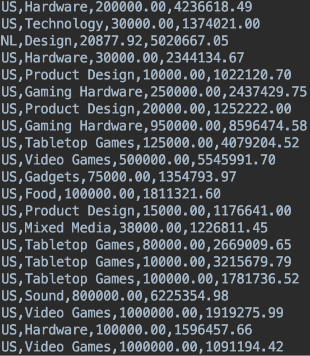 US,Hardware,200000.00,4236618.49
US,Technology,30000.00,1374021.00
NL,Design,20877.92,5020667.05
US,Hardware,30000.00,2344134.67
US,Product Design,10000.00,1022120.70
US,Gaming Hardware,250000.00,2437429.75
US,Product Design,20000.00,1252222.00
US,Gaming Hardware,950000.00,8596474.58
US,Tabletop Games,125000.00,4079204.52
US,Video Games,500000.00,5545991.70
US,Gadgets,75000.00,1354793.97
US,Food,100000.00,1811321.60
US,Product Design,15000.00,1176641.00
US,Mixed Media,38000.00,1226811.45
US,Tabletop Games,80000.00,2669009.65
US,Tabletop Games,10000.00,3215679.79
US,Tabletop Games,100000.00,1781736.52
US,Sound,800000.00,6225354.98
US,Video Games,1000000.00,1919275.99
US,Hardware,100000.00,1596457.66
US,Video Games,1000000.00,1091194.42